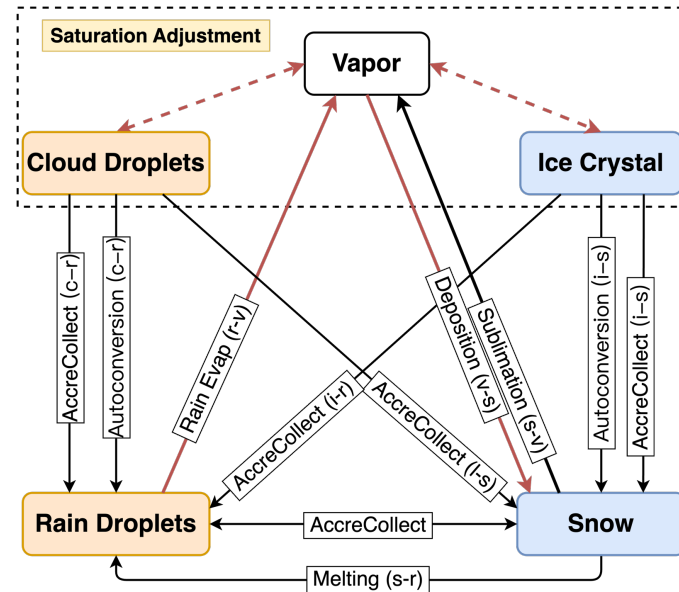 Saturation Adjustment
Vapor
Cloud Droplets
Ice Crystal
AccreCollect (c–r)
Autoconversion (c–r)
Rain Evap (r-v)
AccreCollect (i-r)
AccreCollect (l-s)
Deposition (v-s)
Sublimation (s-v)
Autoconversion (i–s)
AccreCollect (i–s)
Rain Droplets
AccreCollect
Snow
Melting (s-r)